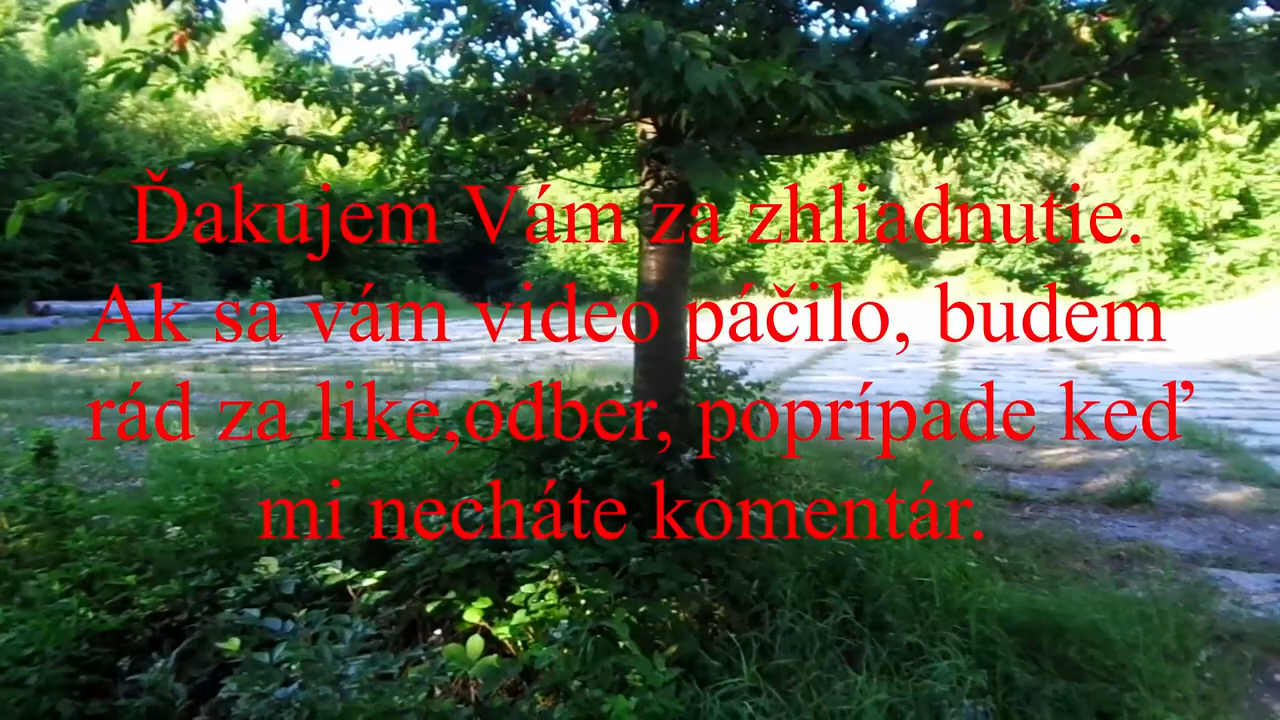 Ďakujem Vám za zhliadnutie.
Ak sa vám video páčilo, budem
rád za like,odber, poprípade keď
mi necháte komentár.